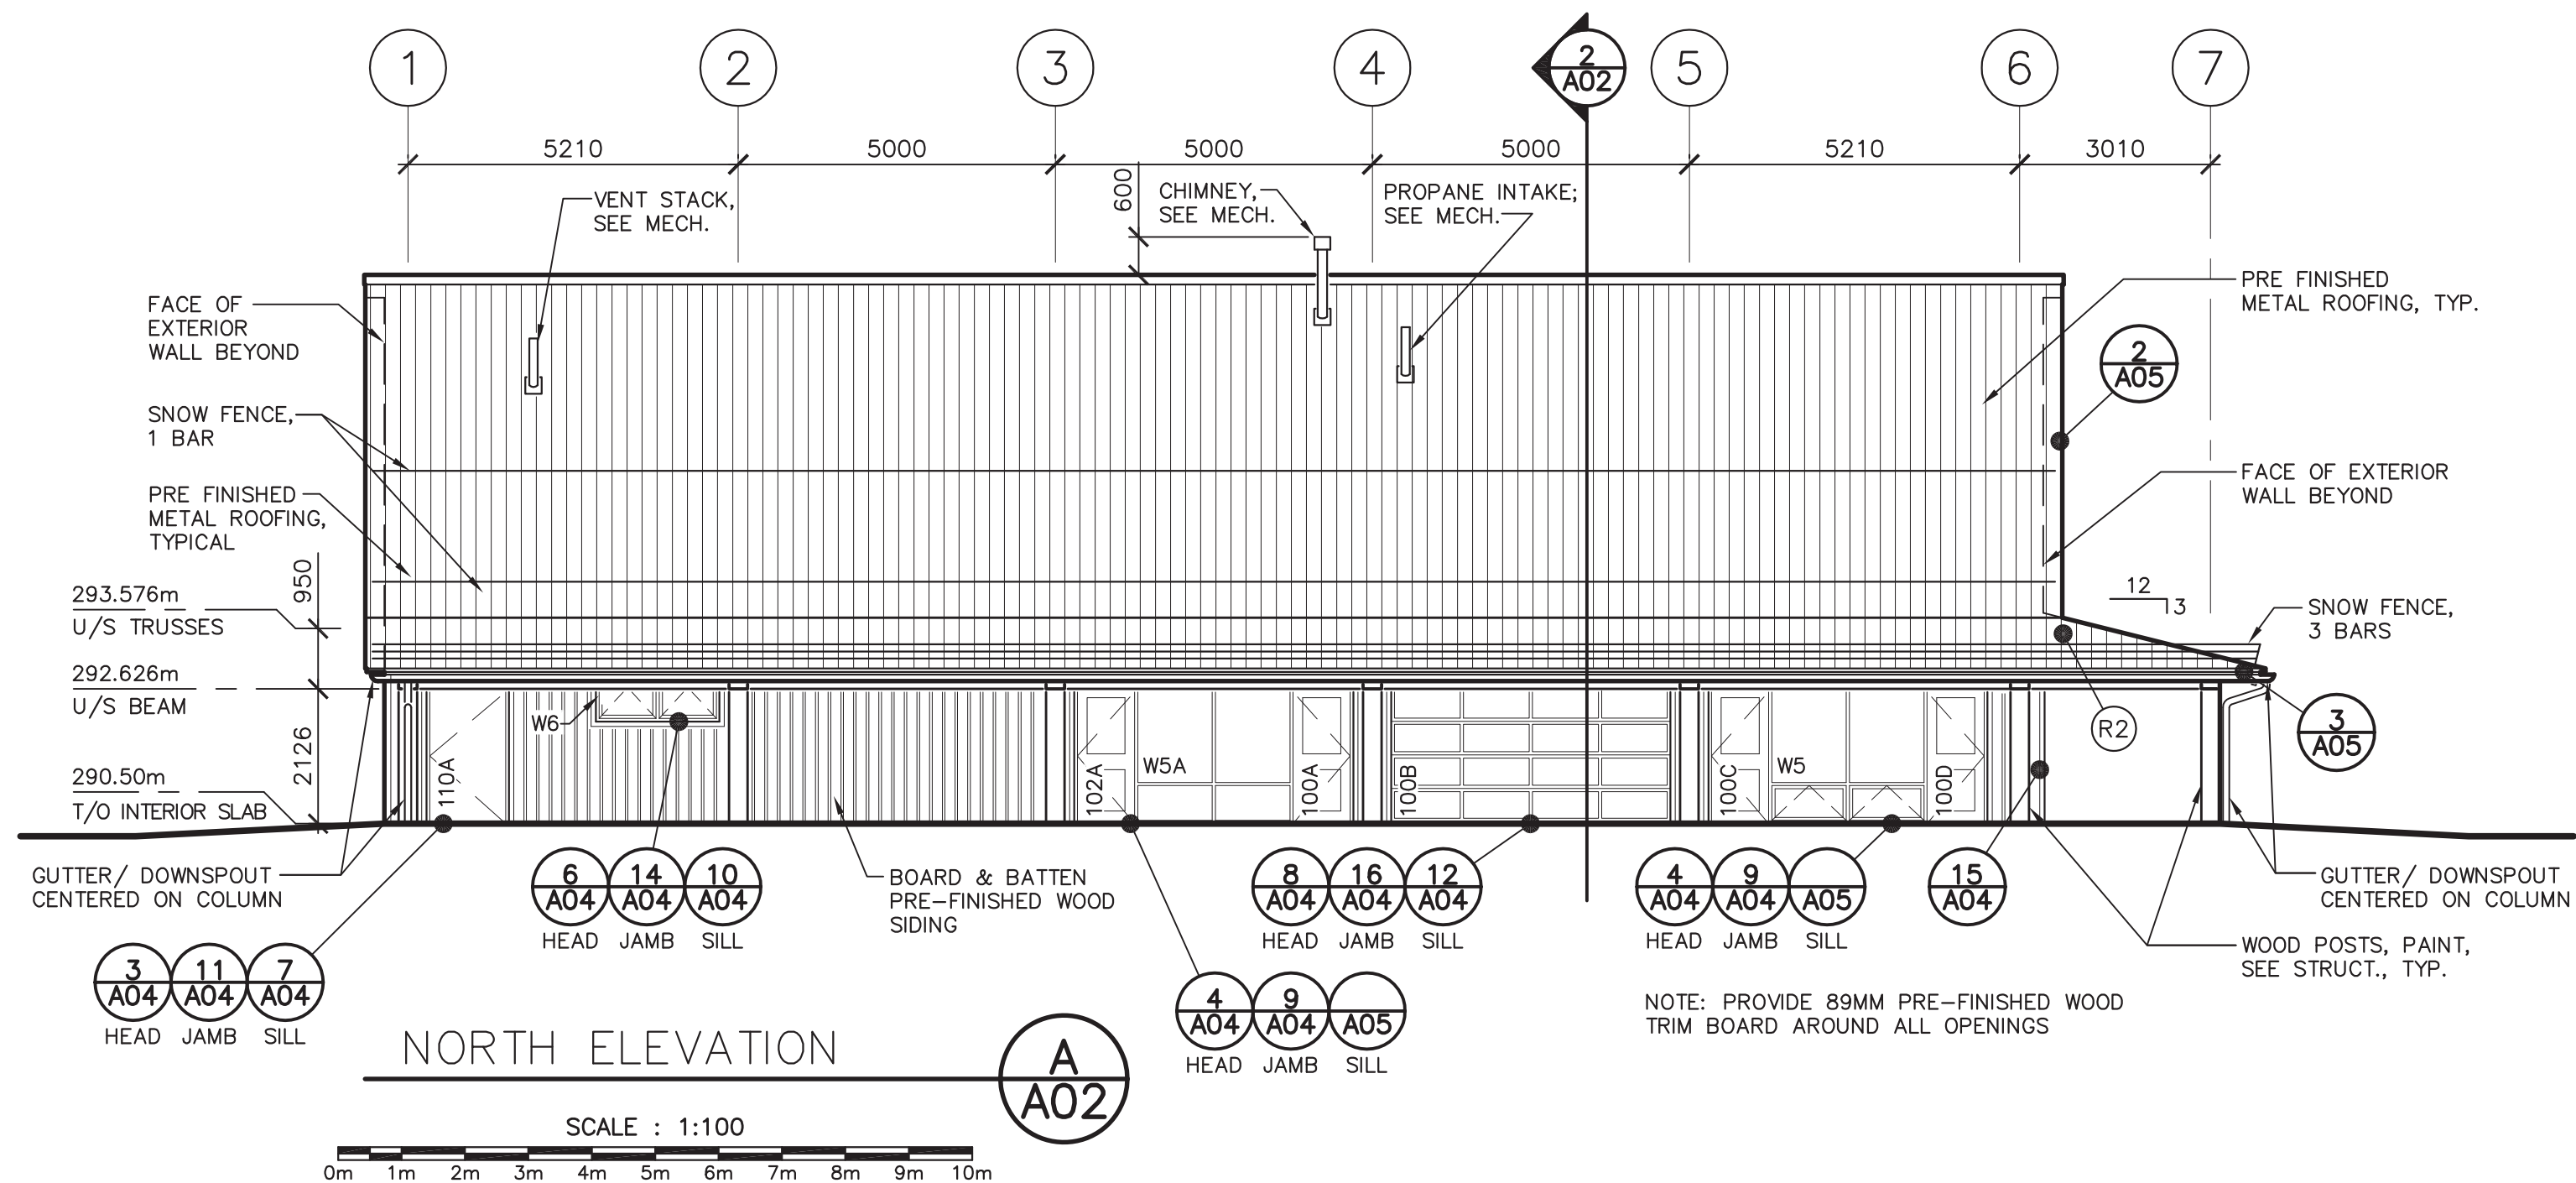 1
2
3
4
2
A02
5
6
7
5210
5000
5000
5000
5210
3010
600
VENT STACK,
SEE MECH.
CHIMNEY,
SEE MECH.
PROPANE INTAKE;
SEE MECH.
FACE OF
EXTERIOR
WALL BEYOND
PRE FINISHED
METAL ROOFING, TYP.
2
A05
SNOW FENCE,
1 BAR
FACE OF EXTERIOR
WALL BEYOND
PRE FINISHED
METAL ROOFING,
TYPICAL
950
293.576m
U/S TRUSSES
12
3
SNOW FENCE,
3 BARS
292.626m
U/S BEAM
2126
290.50m
T/O INTERIOR SLAB
W6
110A
102A
W5A
100A
100B
100C
W5
100D
R2
3
A05
GUTTER/ DOWNSPOUT
CENTERED ON COLUMN
6
A04
14
A04
10
A04
HEAD JAMB SILL
BOARD & BATTEN
PRE-FINISHED WOOD
SIDING
8
A04
16
A04
12
A04
HEAD JAMB SILL
4
A04
9
A04
A05
HEAD JAMB SILL
15
A04
GUTTER/ DOWNSPOUT
CENTERED ON COLUMN
3
A04
11
A04
7
A04
HEAD JAMB SILL
4
A04
9
A04
A05
HEAD JAMB SILL
WOOD POSTS, PAINT,
SEE STRUCT., TYP.
NOTE: PROVIDE 89MM PRE-FINISHED WOOD
TRIM BOARD AROUND ALL OPENINGS
NORTH ELEVATION
A
A02
SCALE : 1:100
0m 1m 2m 3m 4m 5m 6m 7m 8m 9m 10m